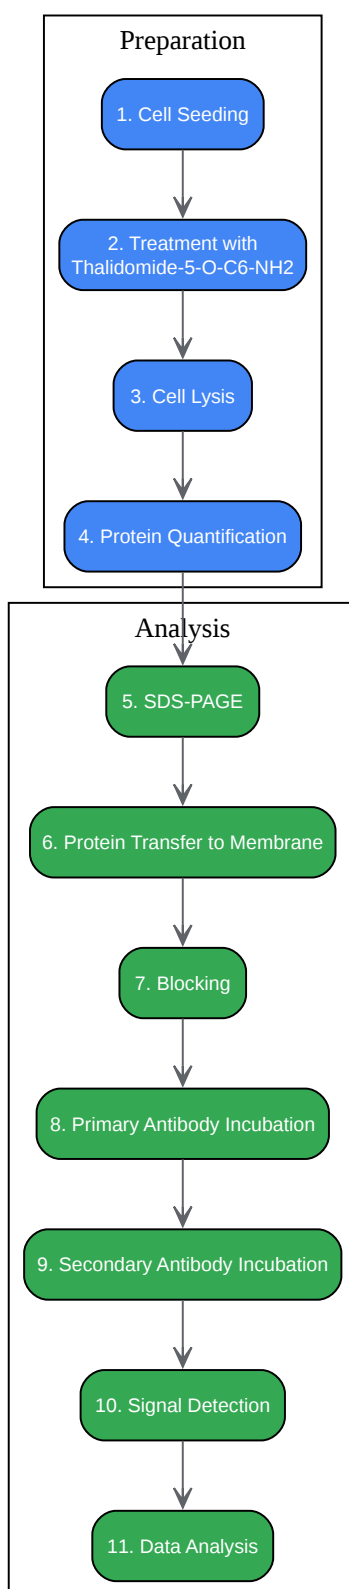 Preparation
1. Cell Seeding
2. Treatment with
Thalidomide-5-O-C6-NH2
3. Cell Lysis
4. Protein Quantification
Analysis
5. SDS-PAGE
6. Protein Transfer to Membrane
7. Blocking
8. Primary Antibody Incubation
9. Secondary Antibody Incubation
10. Signal Detection
11. Data Analysis